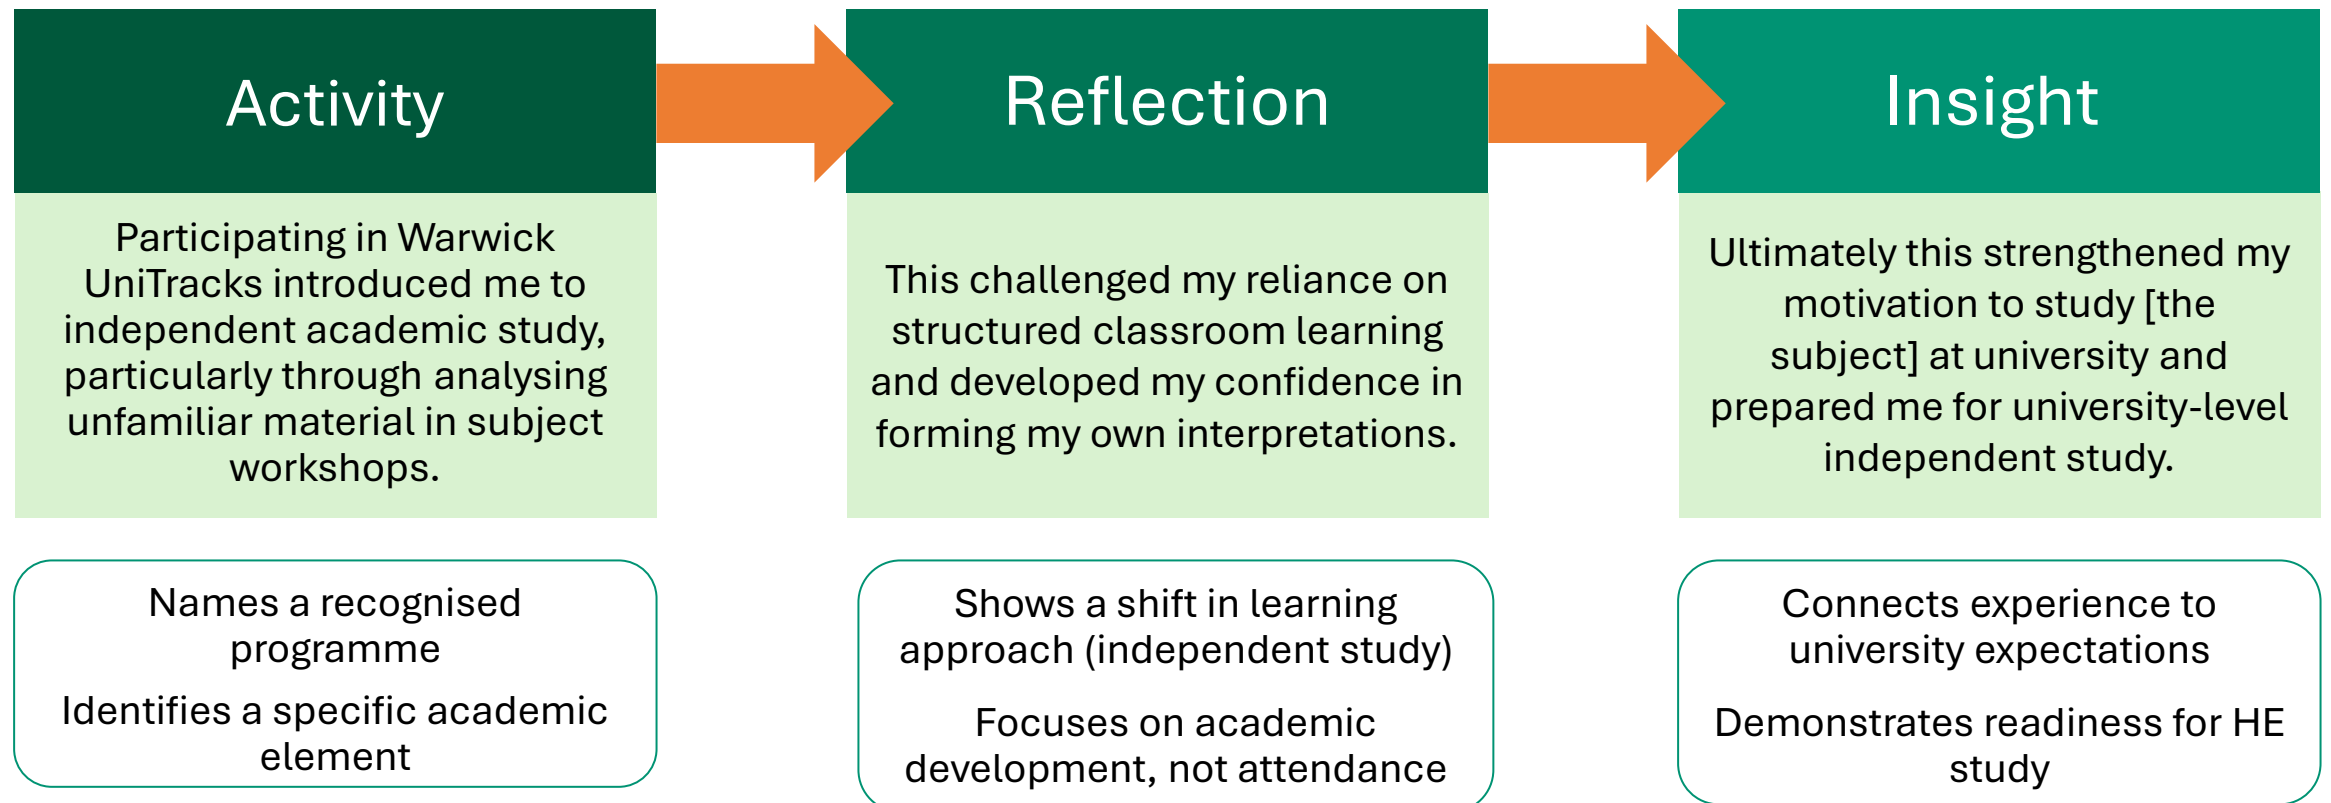 Activity
Participating in Warwick
UniTracks introduced me to
independent academic study,
particularly through analysing
unfamiliar material in subject
workshops.
Names a recognised
programme
Identifies a specific academic
element
Reflection
This challenged my reliance on
structured classroom learning
and developed my confidence in
forming my own interpretations.
Shows a shift in learning
approach (independent study)
Focuses on academic
development, not attendance
Insight
Ultimately this strengthened my
motivation to study [the
subject] at university and
prepared me for university-level
independent study.
Connects experience to
university expectations
Demonstrates readiness for HE
study